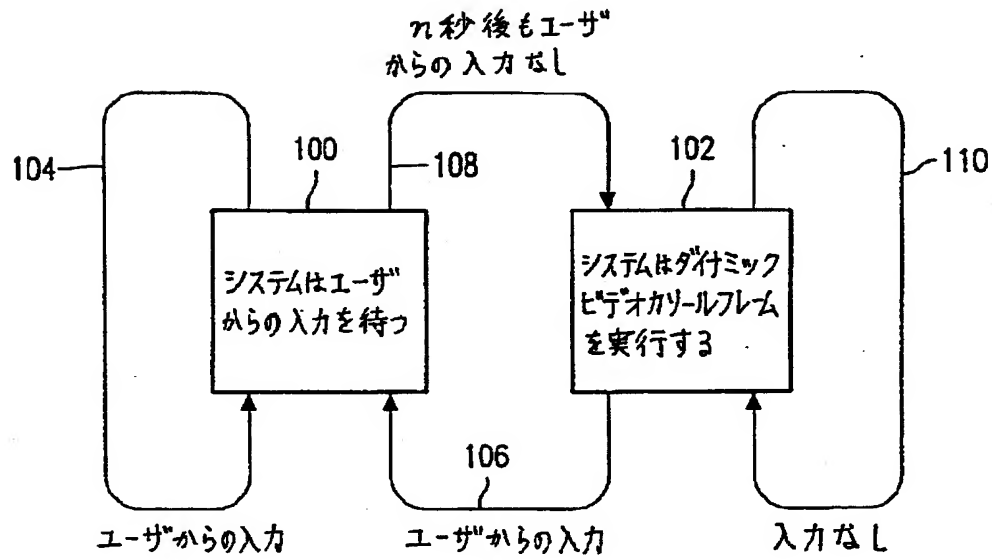 n秒後もユーザ
からの入力なし
104
100
108
102
110
システムはユーザ
からの入力を待つ
システムはダイナミック
ビデオカソールフレーム
を実行する
106
ユーザからの入力
ユーザからの入力
入力なし